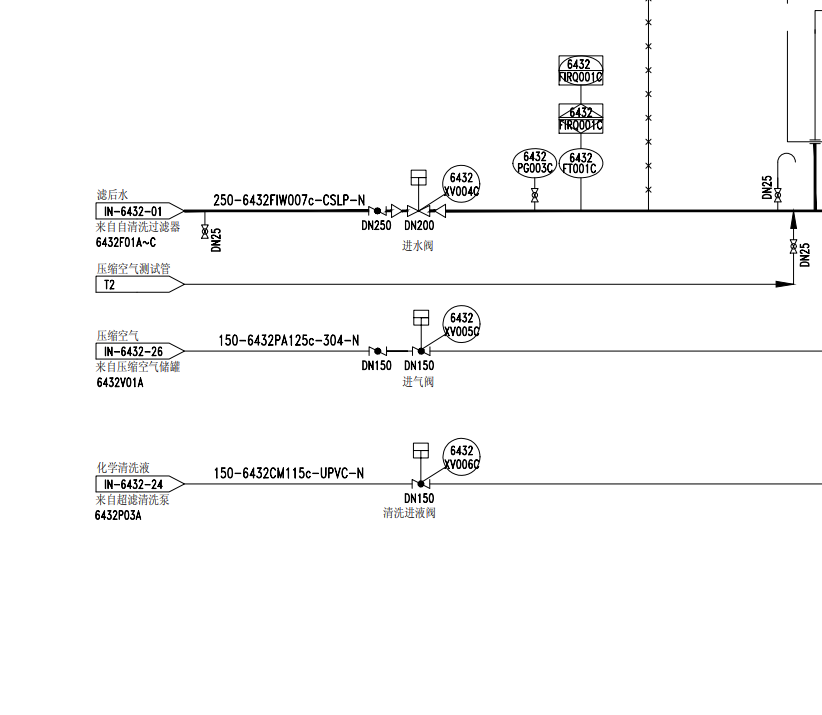 6432
FIRQ001C
6432
FIRQ001C
6432
PG003C
6432
FT001C
滤后水
IN-6432-01
来自自清洗过滤器
6432F01A~C
250-6432FIW007c-CSLP-N
DN25
DN250
DN200
进水阀
6432
XV004C
DN25
DN25
压缩空气测试管
T2
压缩空气
IN-6432-26
来自压缩空气储罐
6432V01A
150-6432PA125c-304-N
DN150
DN150
进气阀
6432
XV005C
化学清洗液
IN-6432-24
来自超滤清洗泵
6432P03A
150-6432CM115c-UPVC-N
DN150
清洗进液阀
6432
XV006C